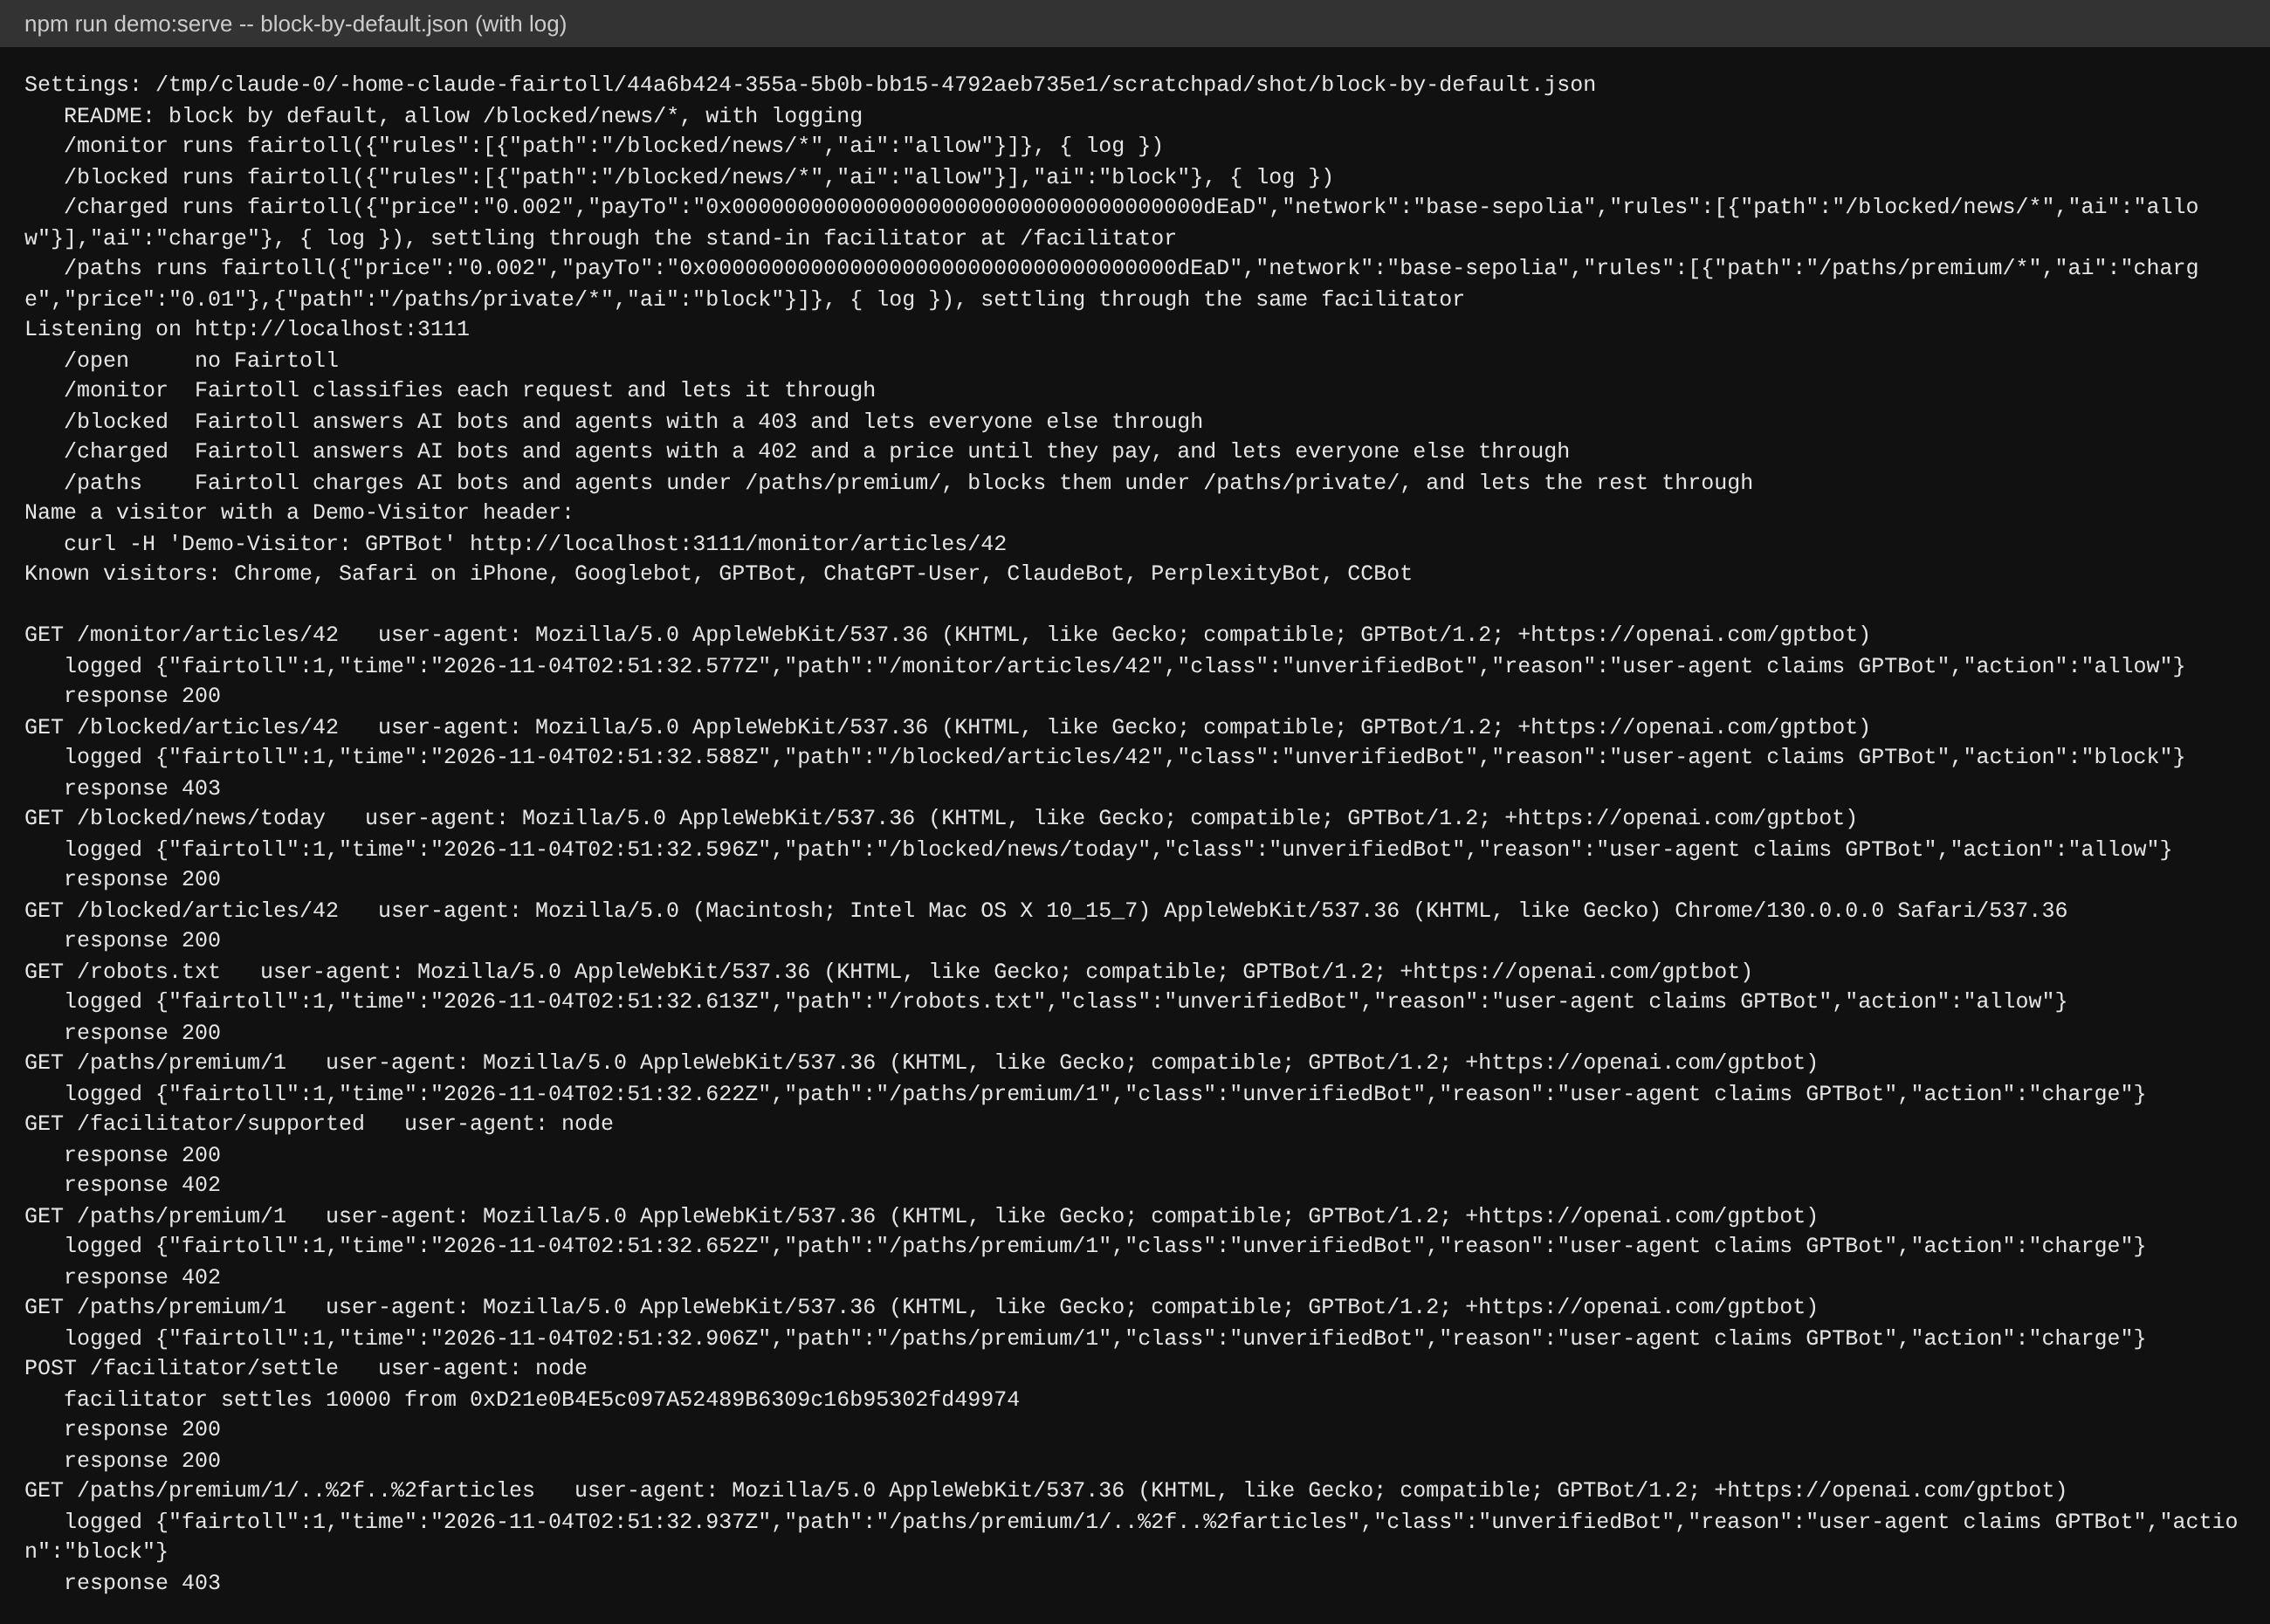 npm run demo:serve -- block-by-default.json (with log)
Settings: /tmp/claude-0/-home-claude-fairtoll/44a6b424-355a-5b0b-bb15-4792aeb735e1/scratchpad/shot/block-by-default.json
   README: block by default, allow /blocked/news/*, with logging
   /monitor runs fairtoll({"rules":[{"path":"/blocked/news/*","ai":"allow"}]}, { log })
   /blocked runs fairtoll({"rules":[{"path":"/blocked/news/*","ai":"allow"}],"ai":"block"}, { log })
   /charged runs fairtoll({"price":"0.002","payTo":"0x000000000000000000000000000000000000dEaD","network":"base-sepolia","rules":[{"path":"/blocked/news/*","ai":"allo
w"}],"ai":"charge"}, { log }), settling through the stand-in facilitator at /facilitator
   /paths runs fairtoll({"price":"0.002","payTo":"0x000000000000000000000000000000000000dEaD","network":"base-sepolia","rules":[{"path":"/paths/premium/*","ai":"charg
e","price":"0.01"},{"path":"/paths/private/*","ai":"block"}]}, { log }), settling through the same facilitator
Listening on http://localhost:3111
   /open     no Fairtoll
   /monitor  Fairtoll classifies each request and lets it through
   /blocked  Fairtoll answers AI bots and agents with a 403 and lets everyone else through
   /charged  Fairtoll answers AI bots and agents with a 402 and a price until they pay, and lets everyone else through
   /paths    Fairtoll charges AI bots and agents under /paths/premium/, blocks them under /paths/private/, and lets the rest through
Name a visitor with a Demo-Visitor header:
   curl -H 'Demo-Visitor: GPTBot' http://localhost:3111/monitor/articles/42
Known visitors: Chrome, Safari on iPhone, Googlebot, GPTBot, ChatGPT-User, ClaudeBot, PerplexityBot, CCBot
GET /monitor/articles/42   user-agent: Mozilla/5.0 AppleWebKit/537.36 (KHTML, like Gecko; compatible; GPTBot/1.2; +https://openai.com/gptbot)
   logged {"fairtoll":1,"time":"2026-11-04T02:51:32.577Z","path":"/monitor/articles/42","class":"unverifiedBot","reason":"user-agent claims GPTBot","action":"allow"}
   response 200
GET /blocked/articles/42   user-agent: Mozilla/5.0 AppleWebKit/537.36 (KHTML, like Gecko; compatible; GPTBot/1.2; +https://openai.com/gptbot)
   logged {"fairtoll":1,"time":"2026-11-04T02:51:32.588Z","path":"/blocked/articles/42","class":"unverifiedBot","reason":"user-agent claims GPTBot","action":"block"}
   response 403
GET /blocked/news/today   user-agent: Mozilla/5.0 AppleWebKit/537.36 (KHTML, like Gecko; compatible; GPTBot/1.2; +https://openai.com/gptbot)
   logged {"fairtoll":1,"time":"2026-11-04T02:51:32.596Z","path":"/blocked/news/today","class":"unverifiedBot","reason":"user-agent claims GPTBot","action":"allow"}
   response 200
GET /blocked/articles/42   user-agent: Mozilla/5.0 (Macintosh; Intel Mac OS X 10_15_7) AppleWebKit/537.36 (KHTML, like Gecko) Chrome/130.0.0.0 Safari/537.36
   response 200
GET /robots.txt   user-agent: Mozilla/5.0 AppleWebKit/537.36 (KHTML, like Gecko; compatible; GPTBot/1.2; +https://openai.com/gptbot)
   logged {"fairtoll":1,"time":"2026-11-04T02:51:32.613Z","path":"/robots.txt","class":"unverifiedBot","reason":"user-agent claims GPTBot","action":"allow"}
   response 200
GET /paths/premium/1   user-agent: Mozilla/5.0 AppleWebKit/537.36 (KHTML, like Gecko; compatible; GPTBot/1.2; +https://openai.com/gptbot)
   logged {"fairtoll":1,"time":"2026-11-04T02:51:32.622Z","path":"/paths/premium/1","class":"unverifiedBot","reason":"user-agent claims GPTBot","action":"charge"}
GET /facilitator/supported   user-agent: node
   response 200
   response 402
GET /paths/premium/1   user-agent: Mozilla/5.0 AppleWebKit/537.36 (KHTML, like Gecko; compatible; GPTBot/1.2; +https://openai.com/gptbot)
   logged {"fairtoll":1,"time":"2026-11-04T02:51:32.652Z","path":"/paths/premium/1","class":"unverifiedBot","reason":"user-agent claims GPTBot","action":"charge"}
   response 402
GET /paths/premium/1   user-agent: Mozilla/5.0 AppleWebKit/537.36 (KHTML, like Gecko; compatible; GPTBot/1.2; +https://openai.com/gptbot)
   logged {"fairtoll":1,"time":"2026-11-04T02:51:32.906Z","path":"/paths/premium/1","class":"unverifiedBot","reason":"user-agent claims GPTBot","action":"charge"}
POST /facilitator/settle   user-agent: node
   facilitator settles 10000 from 0xD21e0B4E5c097A52489B6309c16b95302fd49974
   response 200
   response 200
GET /paths/premium/1/..%2f..%2farticles   user-agent: Mozilla/5.0 AppleWebKit/537.36 (KHTML, like Gecko; compatible; GPTBot/1.2; +https://openai.com/gptbot)
   logged {"fairtoll":1,"time":"2026-11-04T02:51:32.937Z","path":"/paths/premium/1/..%2f..%2farticles","class":"unverifiedBot","reason":"user-agent claims GPTBot","actio
n":"block"}
   response 403